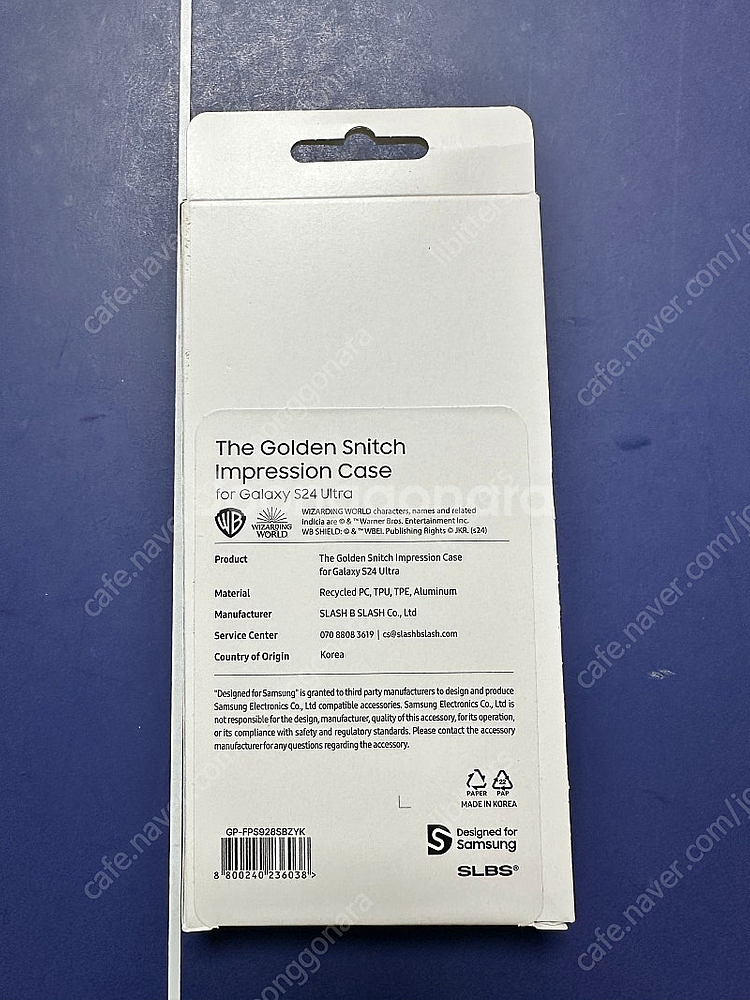 The Golden Snitch
Impression Case
for Galaxy S24 Ultra
WB
WIZARDING
WORLD
WIZARDING WORLD characters, names and related
Indicia are © & ™ Warner Bros. Entertainment Inc.
WB SHIELD: © & ™ WBEI. Publishing Rights © JKR. (s24)
Product The Golden Snitch Impression Case
for Galaxy S24 Ultra
Material Recycled PC, TPU, TPE, Aluminum
Manufacturer SLASH B SLASH Co., Ltd
Service Center 070 8808 3619 | cs@slashbslash.com
Country of Origin Korea
"Designed for Samsung" is granted to third party manufacturers to design and produce
Samsung Electronics Co., Ltd compatible accessories. Samsung Electronics Co., Ltd is
not responsible for the design, manufacturer, quality of this accessory, for its operation,
or its compliance with safety and regulatory standards. Please contact the accessory
manufacturer for any questions regarding the accessory.
22
PAPER PAP
MADE IN KOREA
GP-FPS928SBZYK
8 800240 236038 >
Designed for
Samsung
SLBS®
cafe.naver.com/jo
cafe.naver.com/jo
cafe.naver.com/jo